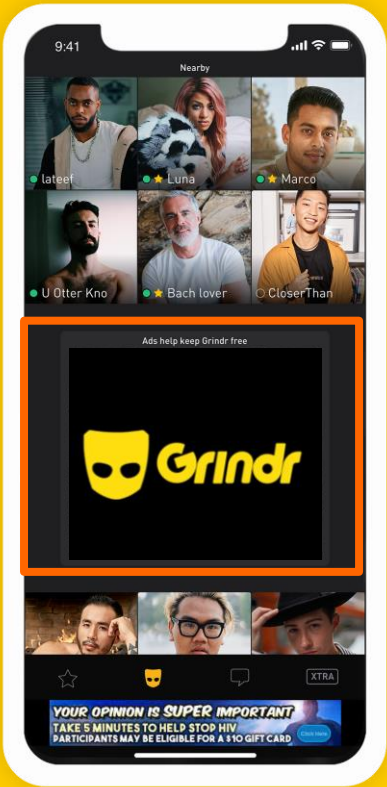 9:41
Nearby
lateef
Luna
Marco
U Otter Kno
Bach lover
CloserThan
Ads help keep Grindr free
Grindr
XTRA
YOUR OPINION IS SUPER IMPORTANT
TAKE 5 MINUTES TO HELP STOP HIV
PARTICIPANTS MAY BE ELIGIBLE FOR A $10 GIFT CARD
Click Here